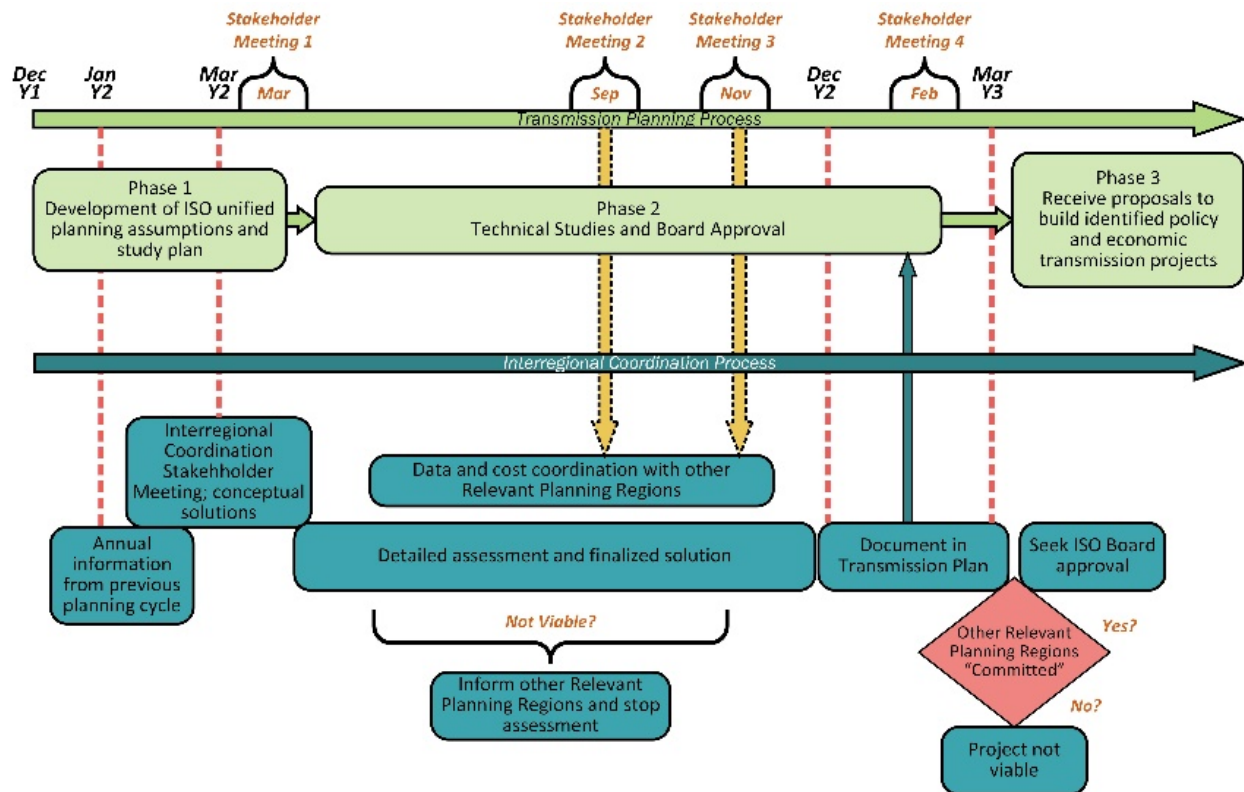 Stakeholder
Meeting 1
Stakeholder
Meeting 2
Stakeholder
Meeting 3
Stakeholder
Meeting 4
Dec
Y1
Jan
Y2
Mar
Y2
Mar
Sep
Nov
Dec
Y2
Feb
Mar
Y3
Transmission Planning Process
Phase 1
Development of ISO unified
planning assumptions and
study plan
Phase 2
Technical Studies and Board Approval
Phase 3
Receive proposals to
build identified policy
and economic
transmission projects
Interregional Coordination Process
Interregional
Coordination
Stakehholder
Meeting; conceptual
solutions
Data and cost coordination with other
Relevant Planning Regions
Annual
information
from previous
planning cycle
Detailed assessment and finalized solution
Document in
Transmission Plan
Seek ISO Board
approval
Not Viable?
Inform other Relevant
Planning Regions and stop
assessment
Other Relevant
Planning Regions
“Committed”
Yes?
No?
Project not
viable